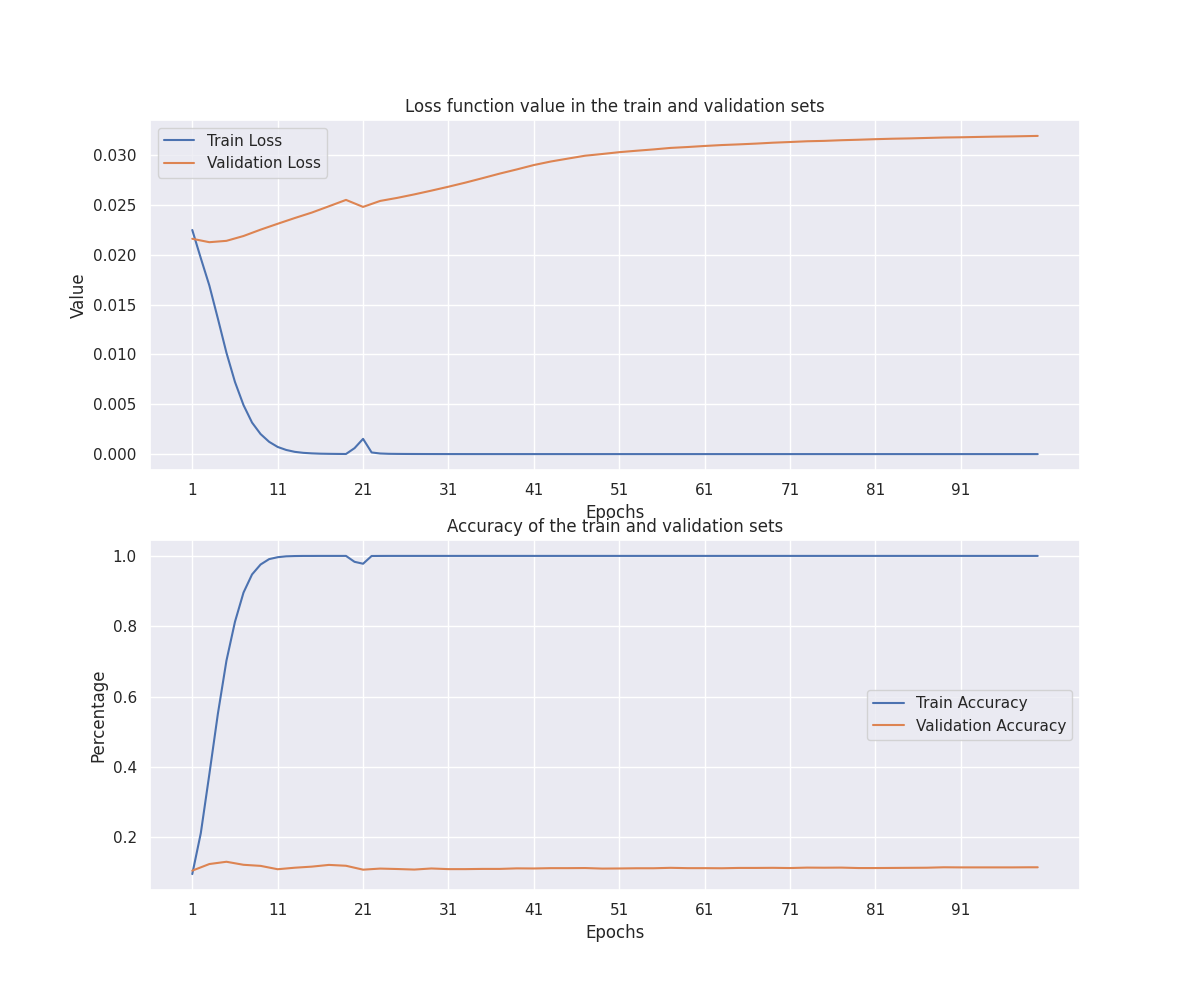 Loss function value in the train and validation sets
Train Loss
Validation Loss
0.030
0.025
0.020
0.015
0.010
0.005
0.000
Value
1 11 21 31 41 51 61 71 81 91
Epochs
Accuracy of the train and validation sets
1.0
0.8
0.6
0.4
0.2
Percentage
Train Accuracy
Validation Accuracy
1 11 21 31 41 51 61 71 81 91
Epochs